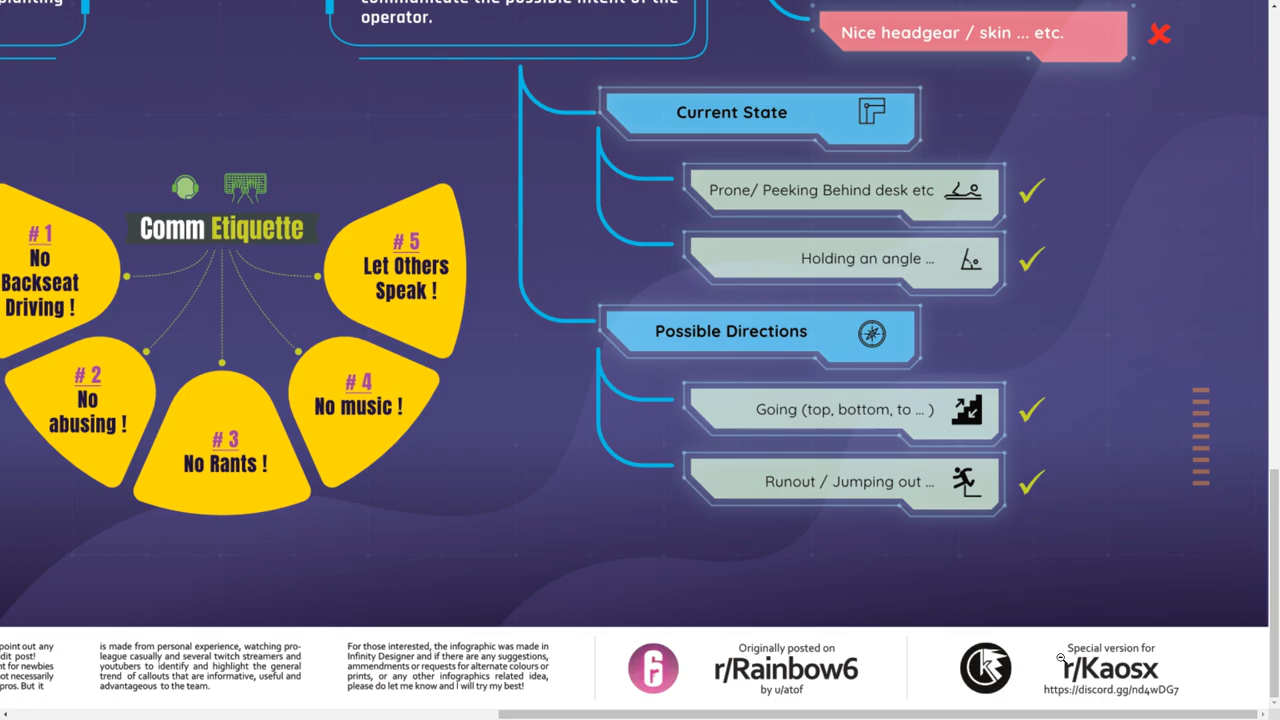 communicate the possible intent of the
operator.
Nice headgear / skin ... etc.
Current State
Prone/ Peeking Behind desk etc
Holding an angle ...
Possible Directions
Going (top, bottom, to ... )
Runout / Jumping out ...
Comm Etiquette
# 1
No
Backseat
Driving !
# 2
No
abusing !
# 3
No Rants !
# 4
No music !
# 5
Let Others
Speak !
point out any
dit post!
nt for newbies
ot necessarily
pros. But it
is made from personal experience, watching pro-
league casually and several twitch streamers and
youtubers to identify and highlight the general
trend of callouts that are informative, useful and
advantageous to the team.
For those interested, the infographic was made in
Infinity Designer and if there are any suggestions,
ammendments or requests for alternate colours or
prints, or any other infographics related idea,
please do let me know and I will try my best!
6
Originally posted on
r/Rainbow6
by u/atof
k
Special version for
r/Kaosx
https://discord.gg/nd4wDG7